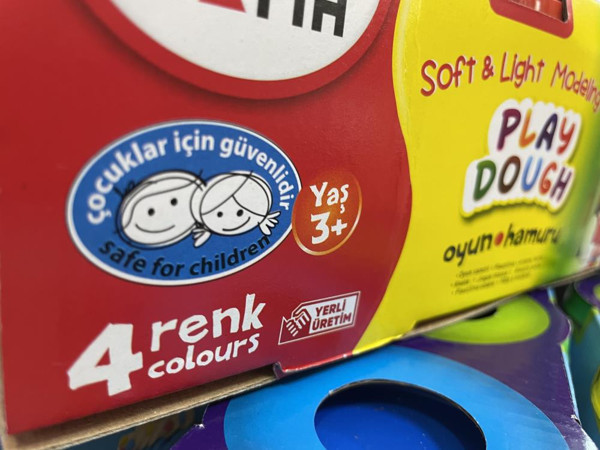 Soft & Light Modeling
PLAY
DOUGH
oyun hamuru
çocuklar için güvenlidir
safe for children
Yaş
3+
4 renk
colours
YERLİ
ÜRETİM